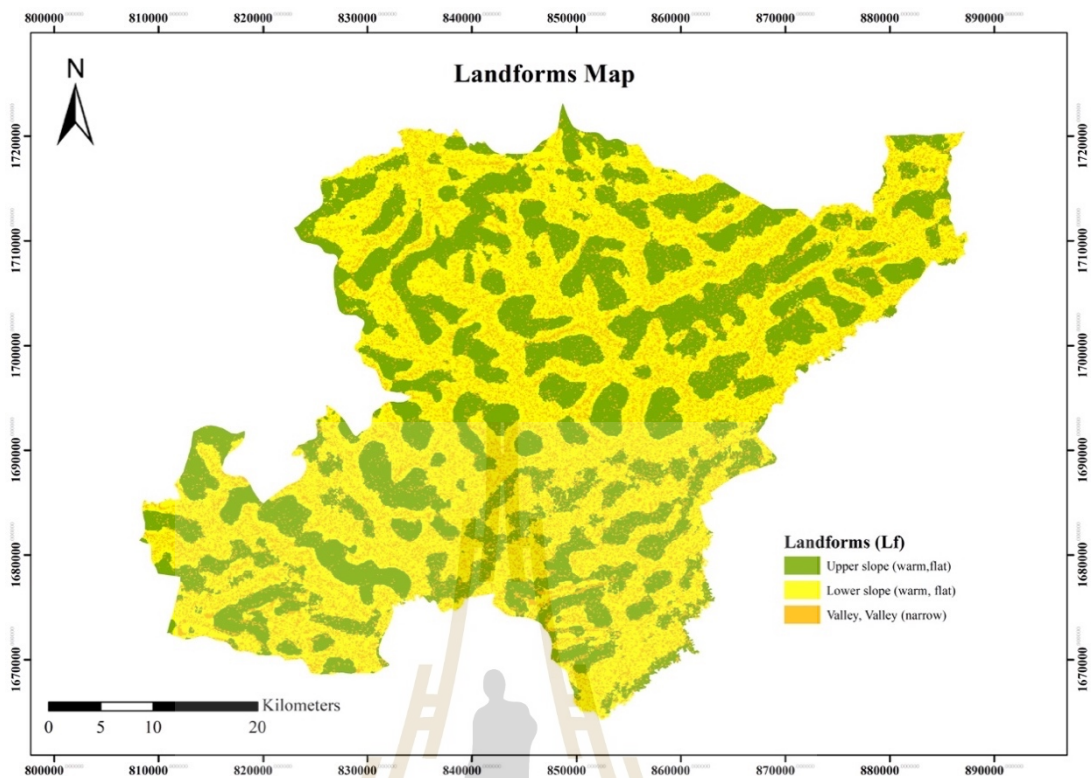 800000 810000 820000 830000 840000 850000 860000 870000 880000 890000
N
Landforms Map
1720000 1720000
1710000 1710000
1700000 1700000
1690000 1690000
1680000 1680000
1670000 1670000
Landforms (Lf)
Upper slope (warm,flat)
Lower slope (warm, flat)
Valley, Valley (narrow)
Kilometers
0 5 10 20
800000 810000 820000 830000 840000 850000 860000 870000 880000 890000